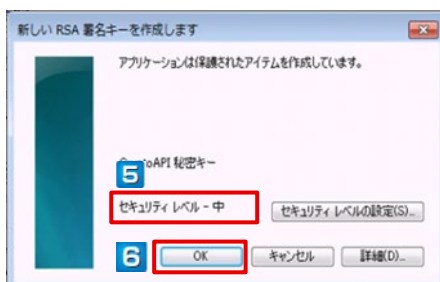 新しい RSA 署名キーを作成します
アプリケーションは保護されたアイテムを作成しています。
5
oAPI 秘密キー
セキュリティ レベル - 中
セキュリティ レベルの設定(S)...
6
OK
キャンセル
詳細(D)...